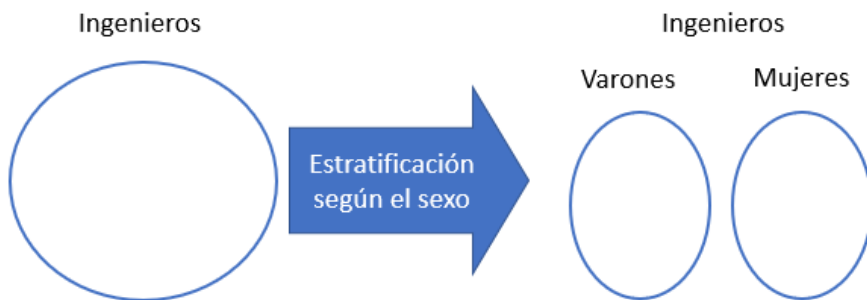 Ingenieros
Estratificación
según el sexo
Ingenieros
Varones
Mujeres